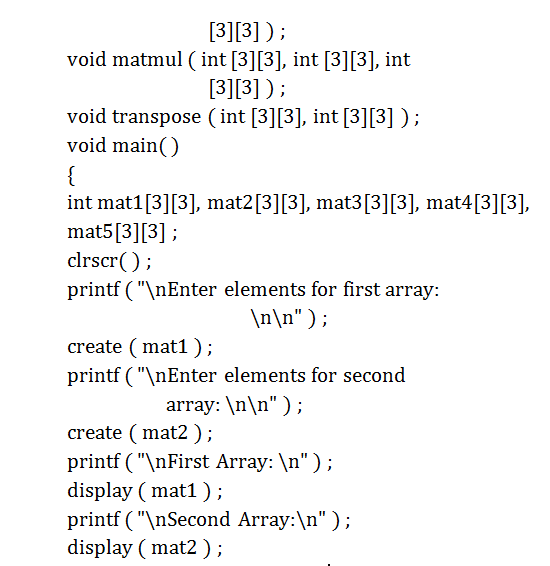 [3][3] ) ;
void matmul ( int [3][3], int [3][3], int
[3][3] ) ;
void transpose ( int [3][3], int [3][3] ) ;
void main( )
{
int mat1[3][3], mat2[3][3], mat3[3][3], mat4[3][3],
mat5[3][3] ;
clrscr( ) ;
printf ( "\nEnter elements for first array:
\n\n" ) ;
create ( mat1 ) ;
printf ( "\nEnter elements for second
array: \n\n" ) ;
create ( mat2 ) ;
printf ( "\nFirst Array: \n" ) ;
display ( mat1 ) ;
printf ( "\nSecond Array:\n" ) ;
display ( mat2 ) ;